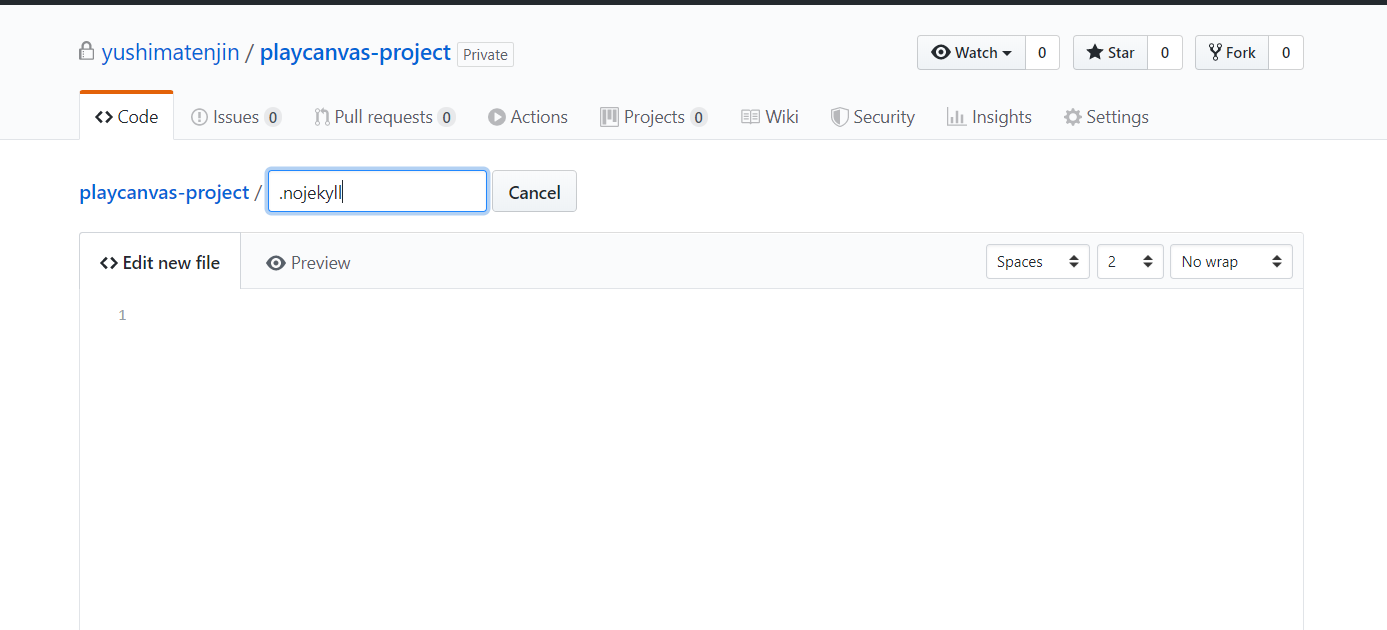 yushimatenjin / playcanvas-project Private Watch 0 Star 0 Fork 0
Code Issues 0 Pull requests 0 Actions Projects 0 Wiki Security Insights Settings
playcanvas-project / .nojekyll Cancel
Edit new file Preview Spaces 2 No wrap
1